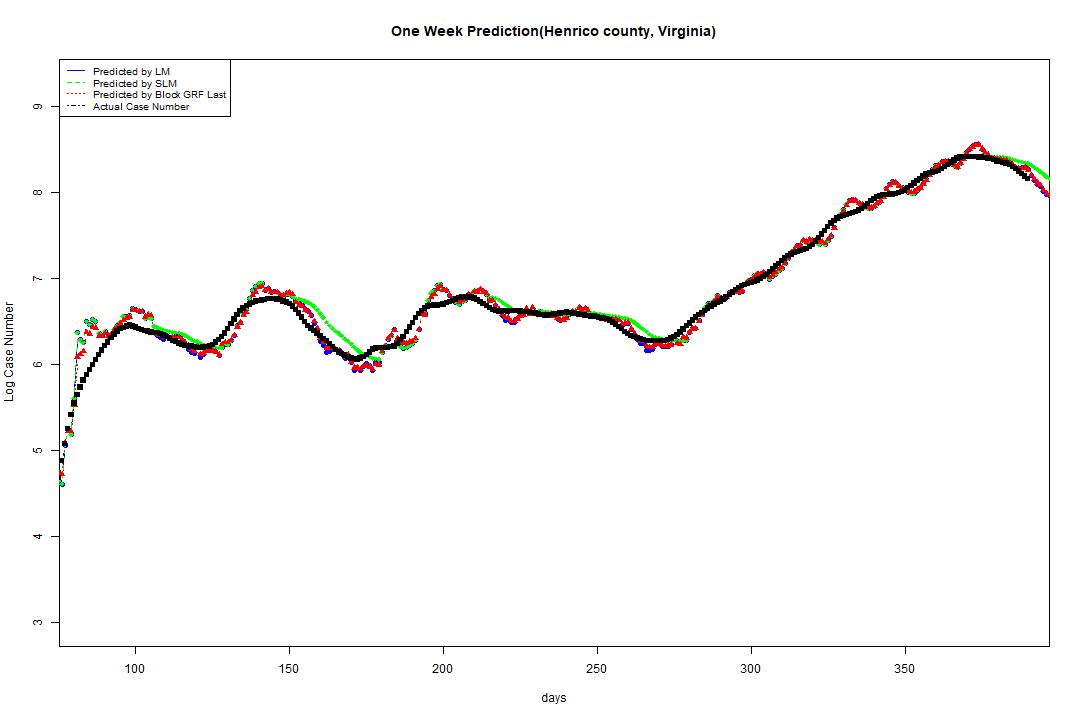 One Week Prediction(Henrico county, Virginia)
Predicted by LM
Predicted by SLM
Predicted by Block GRF Last
Actual Case Number
9
8
7
6
5
4
3
Log Case Number
100 150 200 250 300 350
days